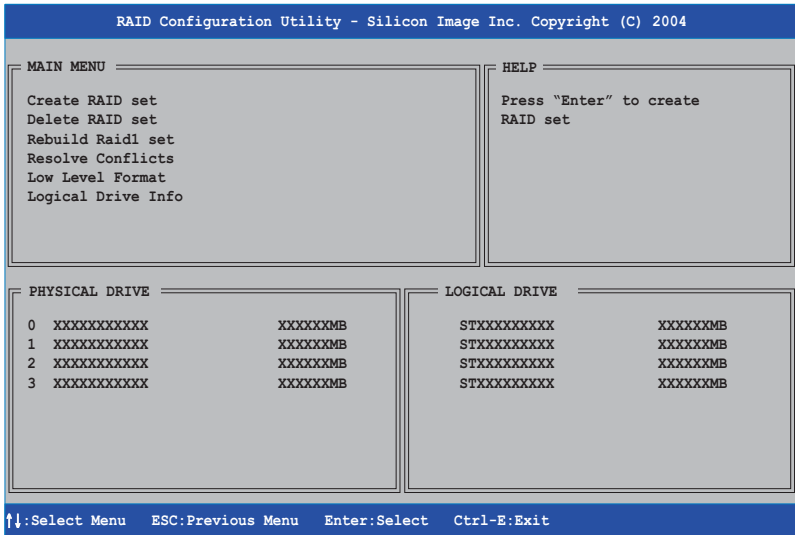 RAID Configuration Utility - Silicon Image Inc. Copyright (C) 2004
MAIN MENU
Create RAID set
Delete RAID set
Rebuild Raid1 set
Resolve Conflicts
Low Level Format
Logical Drive Info
HELP
Press “Enter” to create
RAID set
PHYSICAL DRIVE
0 XXXXXXXXXXX XXXXXXMB
1 XXXXXXXXXXX XXXXXXMB
2 XXXXXXXXXXX XXXXXXMB
3 XXXXXXXXXXX XXXXXXMB
LOGICAL DRIVE
STXXXXXXXXX XXXXXXMB
STXXXXXXXXX XXXXXXMB
STXXXXXXXXX XXXXXXMB
STXXXXXXXXX XXXXXXMB
↑↓:Select Menu ESC:Previous Menu Enter:Select Ctrl-E:Exit